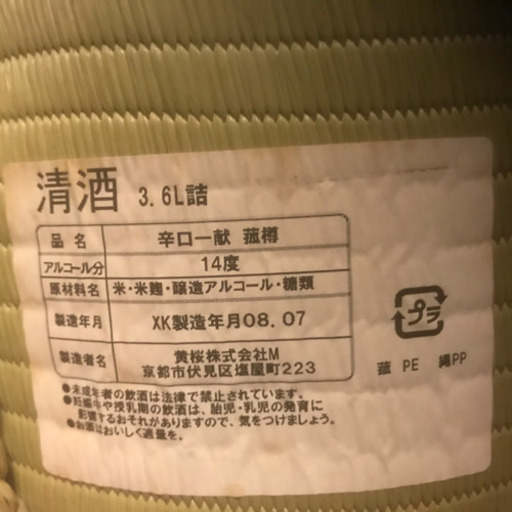 清酒 3.6L詰
品名 辛口一献 菰樽
アルコール分 14度
原材料名 米・米麹・醸造アルコール・糖類
製造年月 XK製造年月08.07
製造者名 黄桜株式会社M
京都市伏見区塩屋町223
●未成年者の飲酒は法律で禁止されています。
●妊娠中や授乳期の飲酒は、胎児・乳児の発育に
影響するおそれがありますので、気をつけましょう。
●お酒はおいしく適量を。
プラ
菰 PE 縄PP